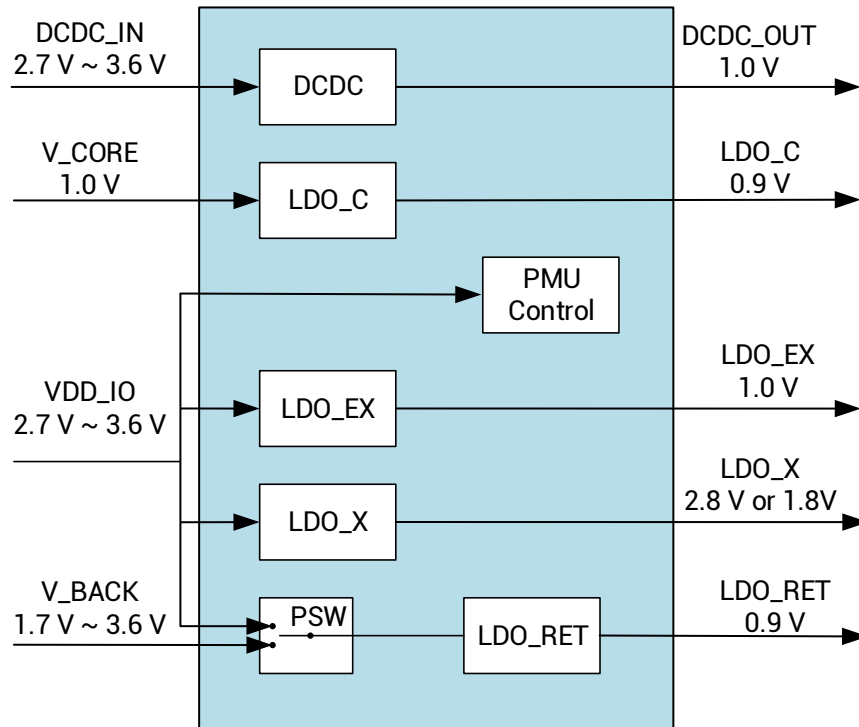 DCDC_IN
2.7 V ~ 3.6 V
DCDC
DCDC_OUT
1.0 V
V_CORE
1.0 V
LDO_C
LDO_C
0.9 V
PMU
Control
VDD_IO
2.7 V ~ 3.6 V
LDO_EX
LDO_EX
1.0 V
LDO_X
LDO_X
2.8 V or 1.8V
V_BACK
1.7 V ~ 3.6 V
PSW
LDO_RET
LDO_RET
0.9 V